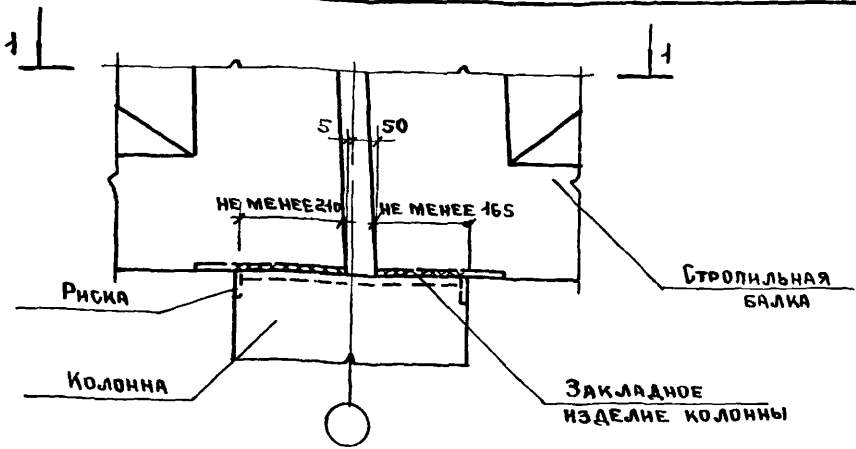 1
1
5 50
НЕ МЕНЕЕ 210 НЕ МЕНЕЕ 165
СТРОПИЛЬНАЯ
БАЛКА
РИСКА
КОЛОННА
ЗАКЛАДНОЕ
ИЗДЕЛИЕ КОЛОННЫ